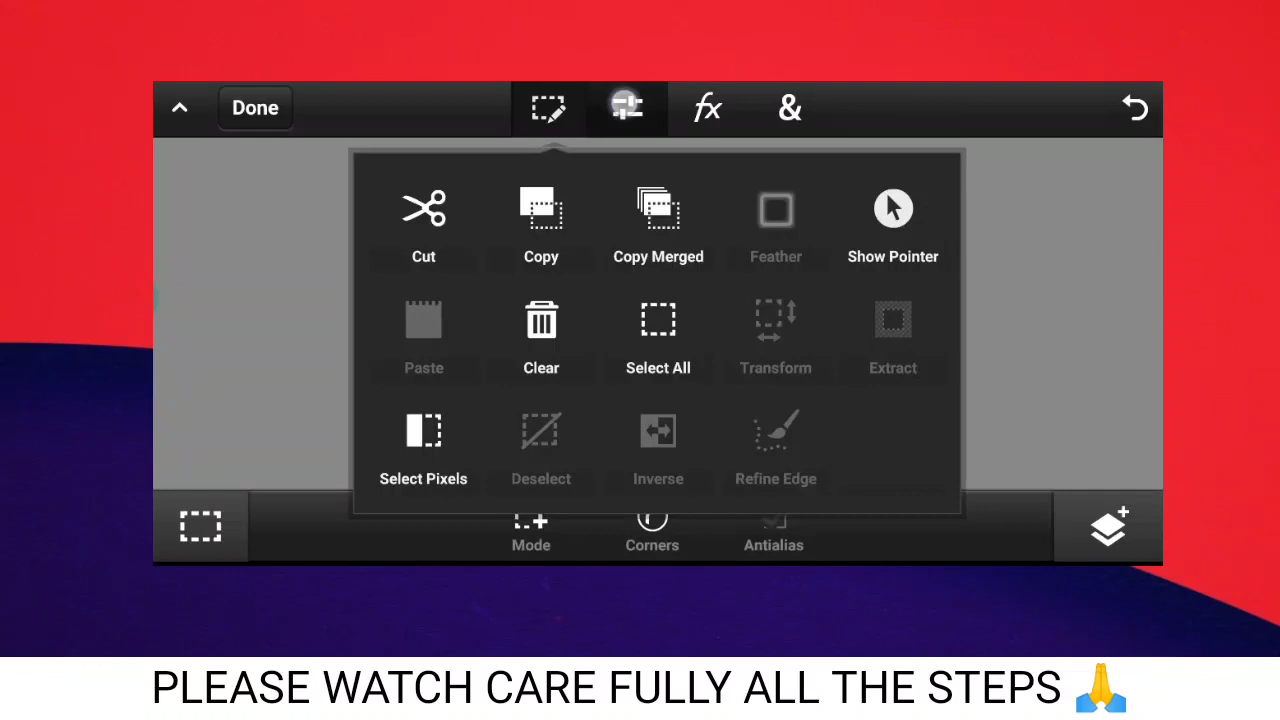 Done
fx
&
Cut
Copy
Copy Merged
Feather
Show Pointer
Paste
Clear
Select All
Transform
Extract
Select Pixels
Deselect
Inverse
Refine Edge
Mode
Corners
Antialias
PLEASE WATCH CARE FULLY ALL THE STEPS 🙏